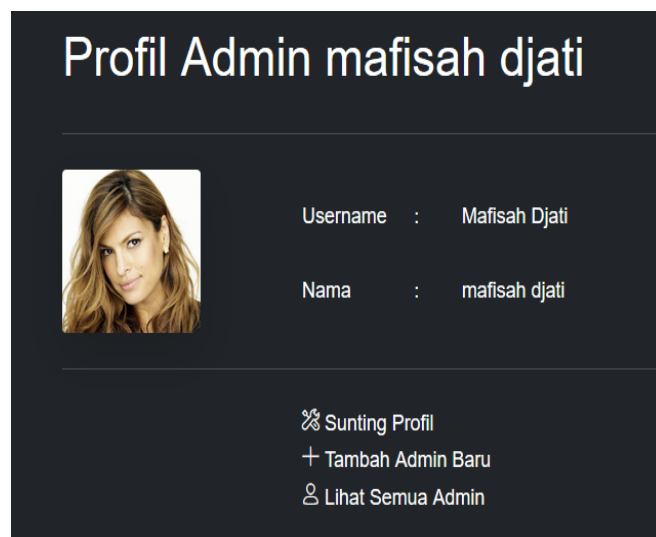 Profil Admin mafisah djati
Username : Mafisah Djati
Nama : mafisah djati
Sunting Profil
Tambah Admin Baru
Lihat Semua Admin